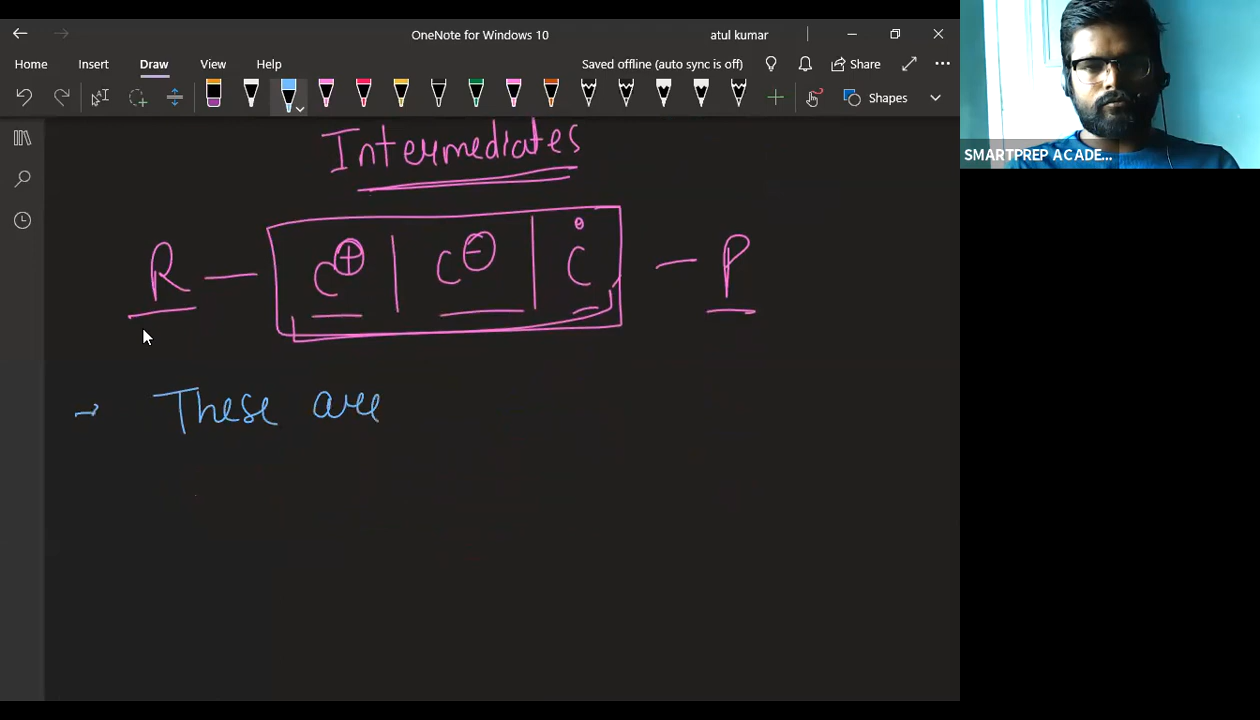 OneNote for Windows 10
atul kumar
Home Insert Draw View Help
Saved offline (auto sync is off)
Share
Shapes
SMARTPREP ACADE...
Intermediates
R — C⊕ | C⊖ | Ċ — P
→ These are